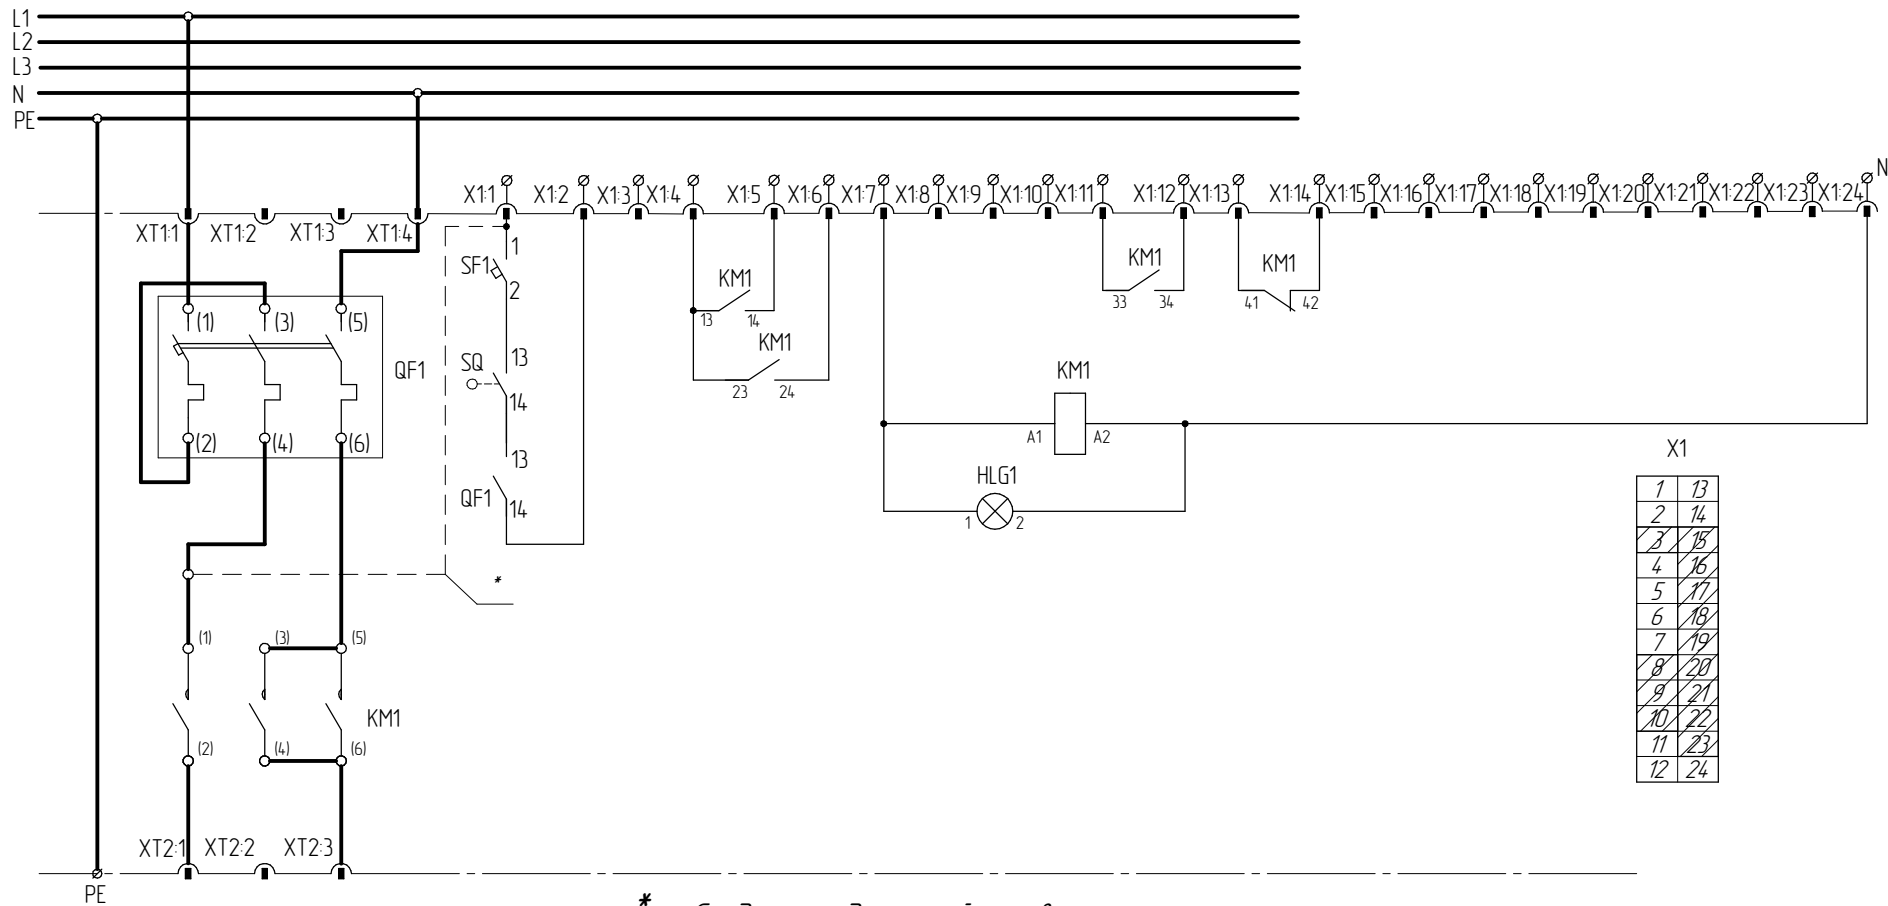 L1
L2
L3
N
PE
N
X1:1 X1:2 X1:3 X1:4 X1:5 X1:6 X1:7 X1:8 X1:9 X1:10 X1:11 X1:12 X1:13 X1:14 X1:15 X1:16 X1:17 X1:18 X1:19 X1:20 X1:21 X1:22 X1:23 X1:24
XT1:1 XT1:2 XT1:3 XT1:4
1
SF1
2
KM1
13 14
KM1
23 24
KM1
33 34
KM1
41 42
(1) (3) (5)
QF1
(2) (4) (6)
13
SQ
14
13
QF1
14
*
KM1
A1 A2
HLG1
1 2
X1
1 13
2 14
3 15
4 16
5 17
6 18
7 19
8 20
9 21
10 22
11 23
12 24
(1) (3) (5)
KM1
(2) (4) (6)
XT2:1 XT2:2 XT2:3
PE
*